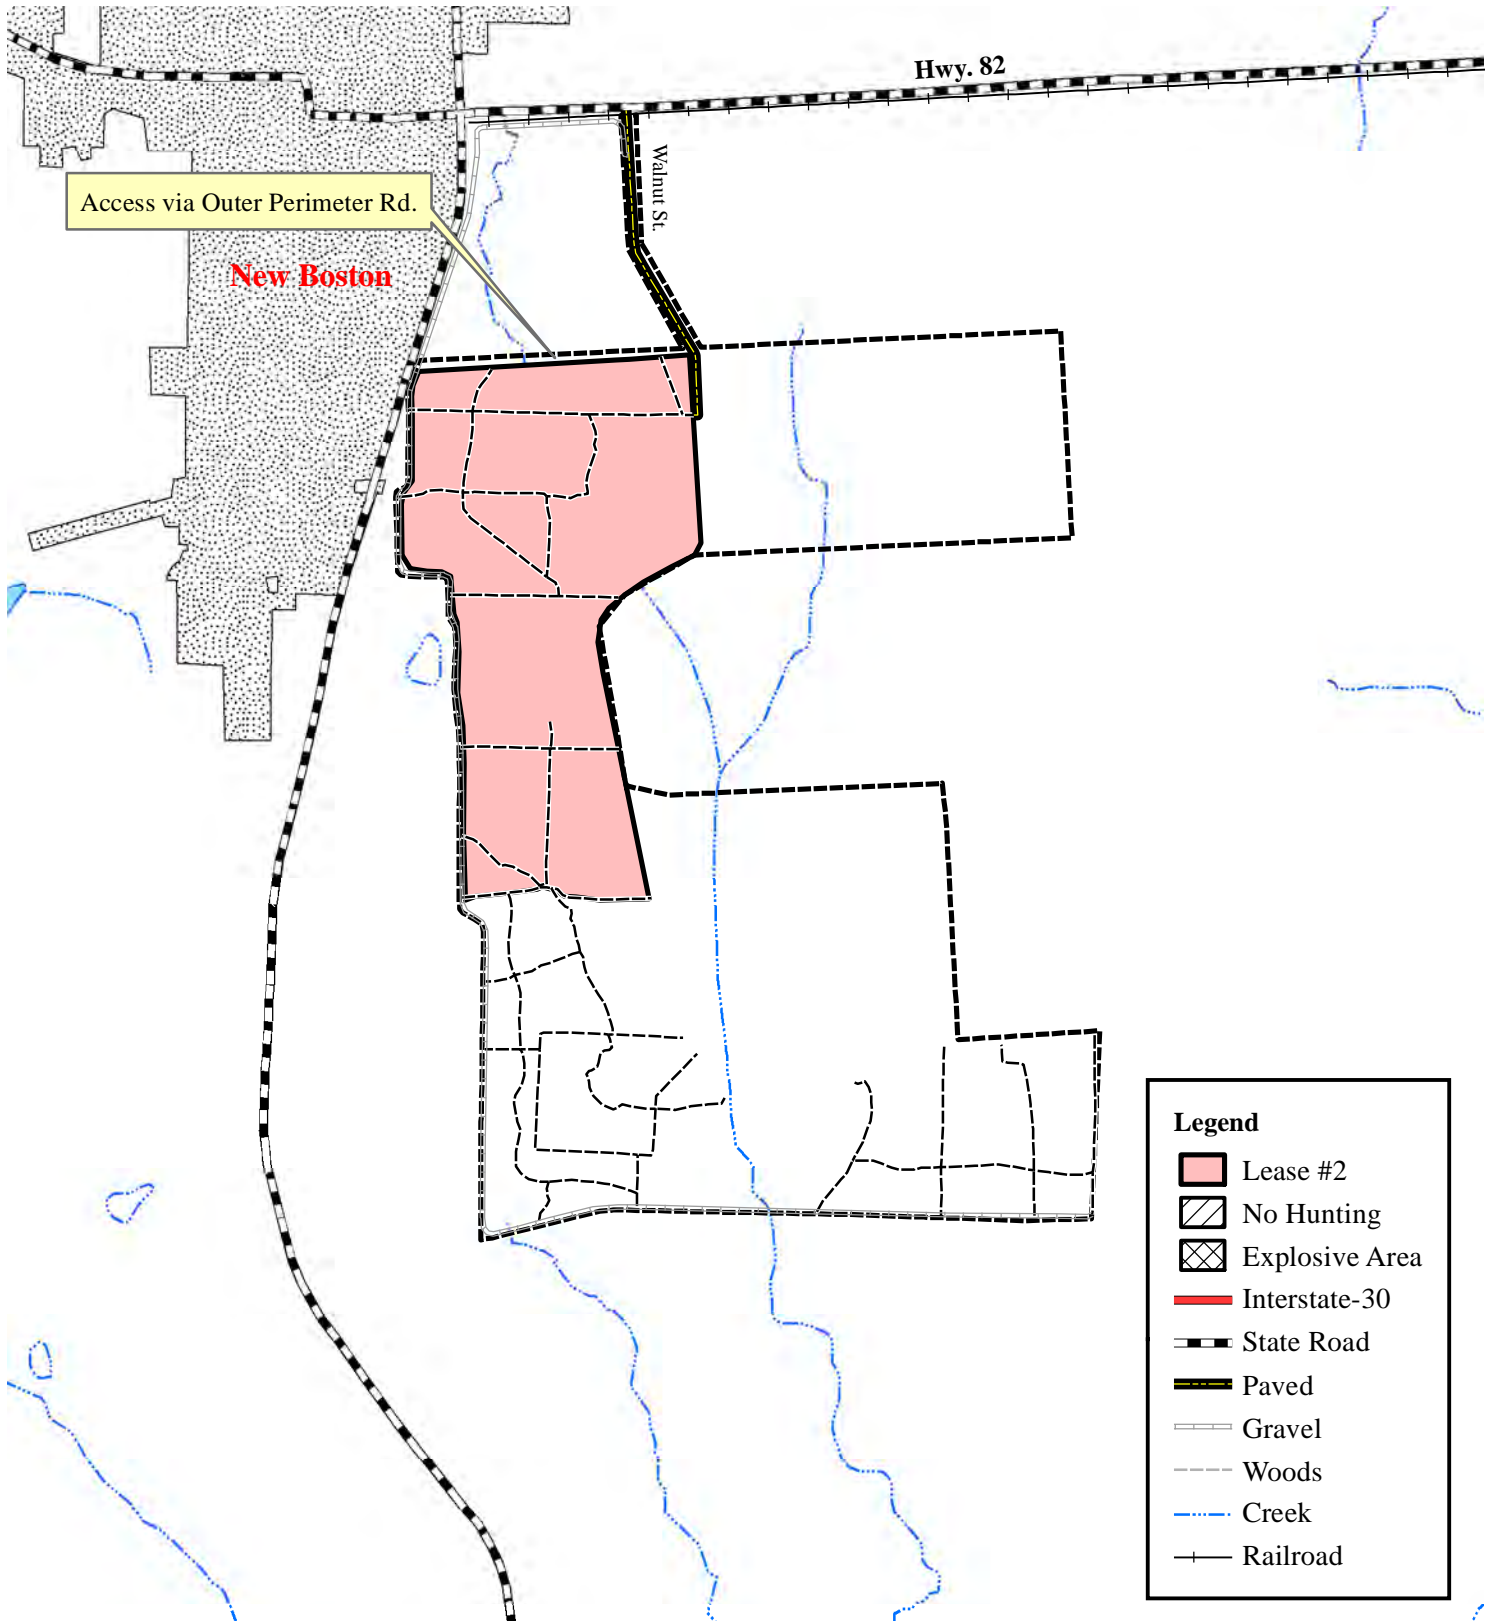 Hwy. 82
Walnut St.
Access via Outer Perimeter Rd.
New Boston
Legend
Lease #2
No Hunting
Explosive Area
Interstate-30
State Road
Paved
Gravel
Woods
Creek
Railroad